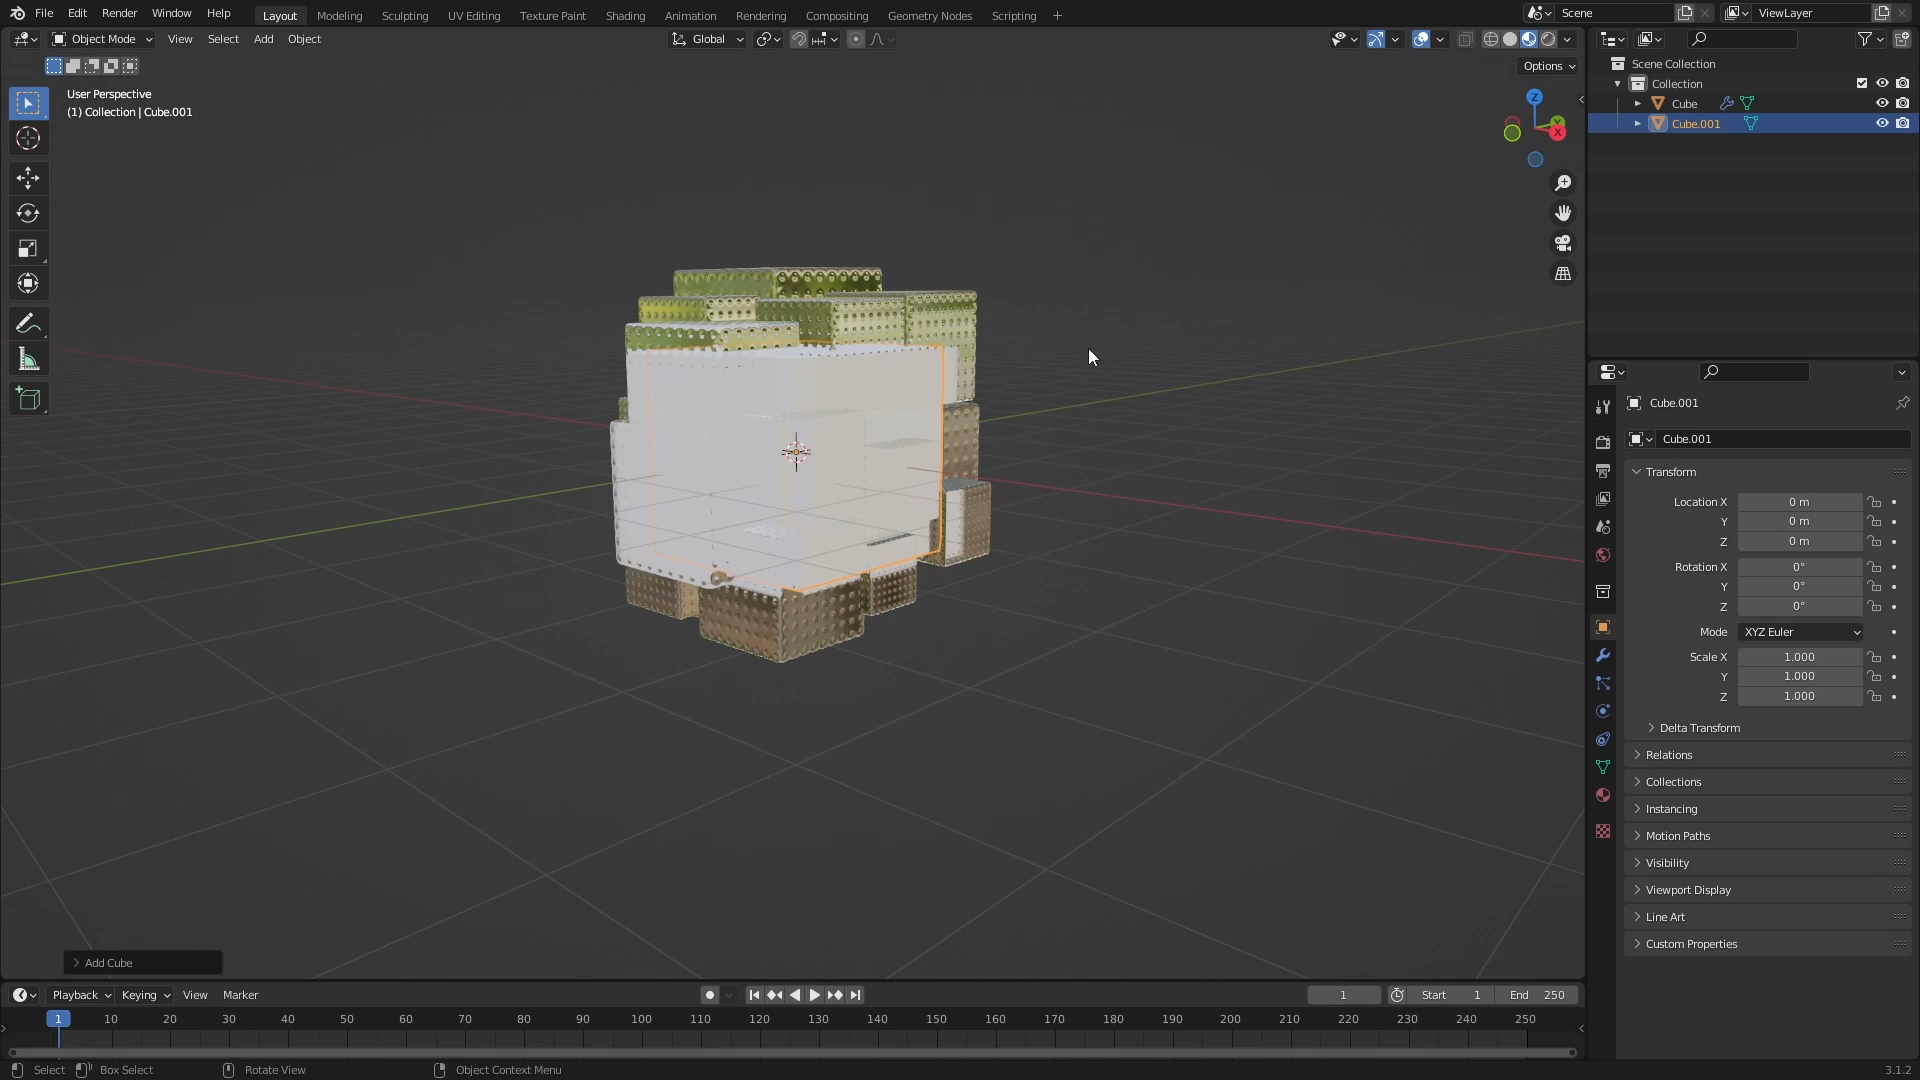 File Edit Render Window Help
Layout Modeling Sculpting UV Editing Texture Paint Shading Animation Rendering Compositing Geometry Nodes Scripting +
Scene
ViewLayer
Object Mode View Select Add Object
Global
Options
User Perspective
(1) Collection | Cube.001
Z
Y
X
Scene Collection
Collection
Cube
Cube.001
Cube.001
Cube.001
Transform
Location X 0 m
Y 0 m
Z 0 m
Rotation X 0°
Y 0°
Z 0°
Mode XYZ Euler
Scale X 1.000
Y 1.000
Z 1.000
Delta Transform
Relations
Collections
Instancing
Motion Paths
Visibility
Viewport Display
Line Art
Custom Properties
Add Cube
Playback Keying View Marker
1 Start 1 End 250
1 10 20 30 40 50 60 70 80 90 100 110 120 130 140 150 160 170 180 190 200 210 220 230 240 250
Select Box Select Rotate View Object Context Menu
3.1.2